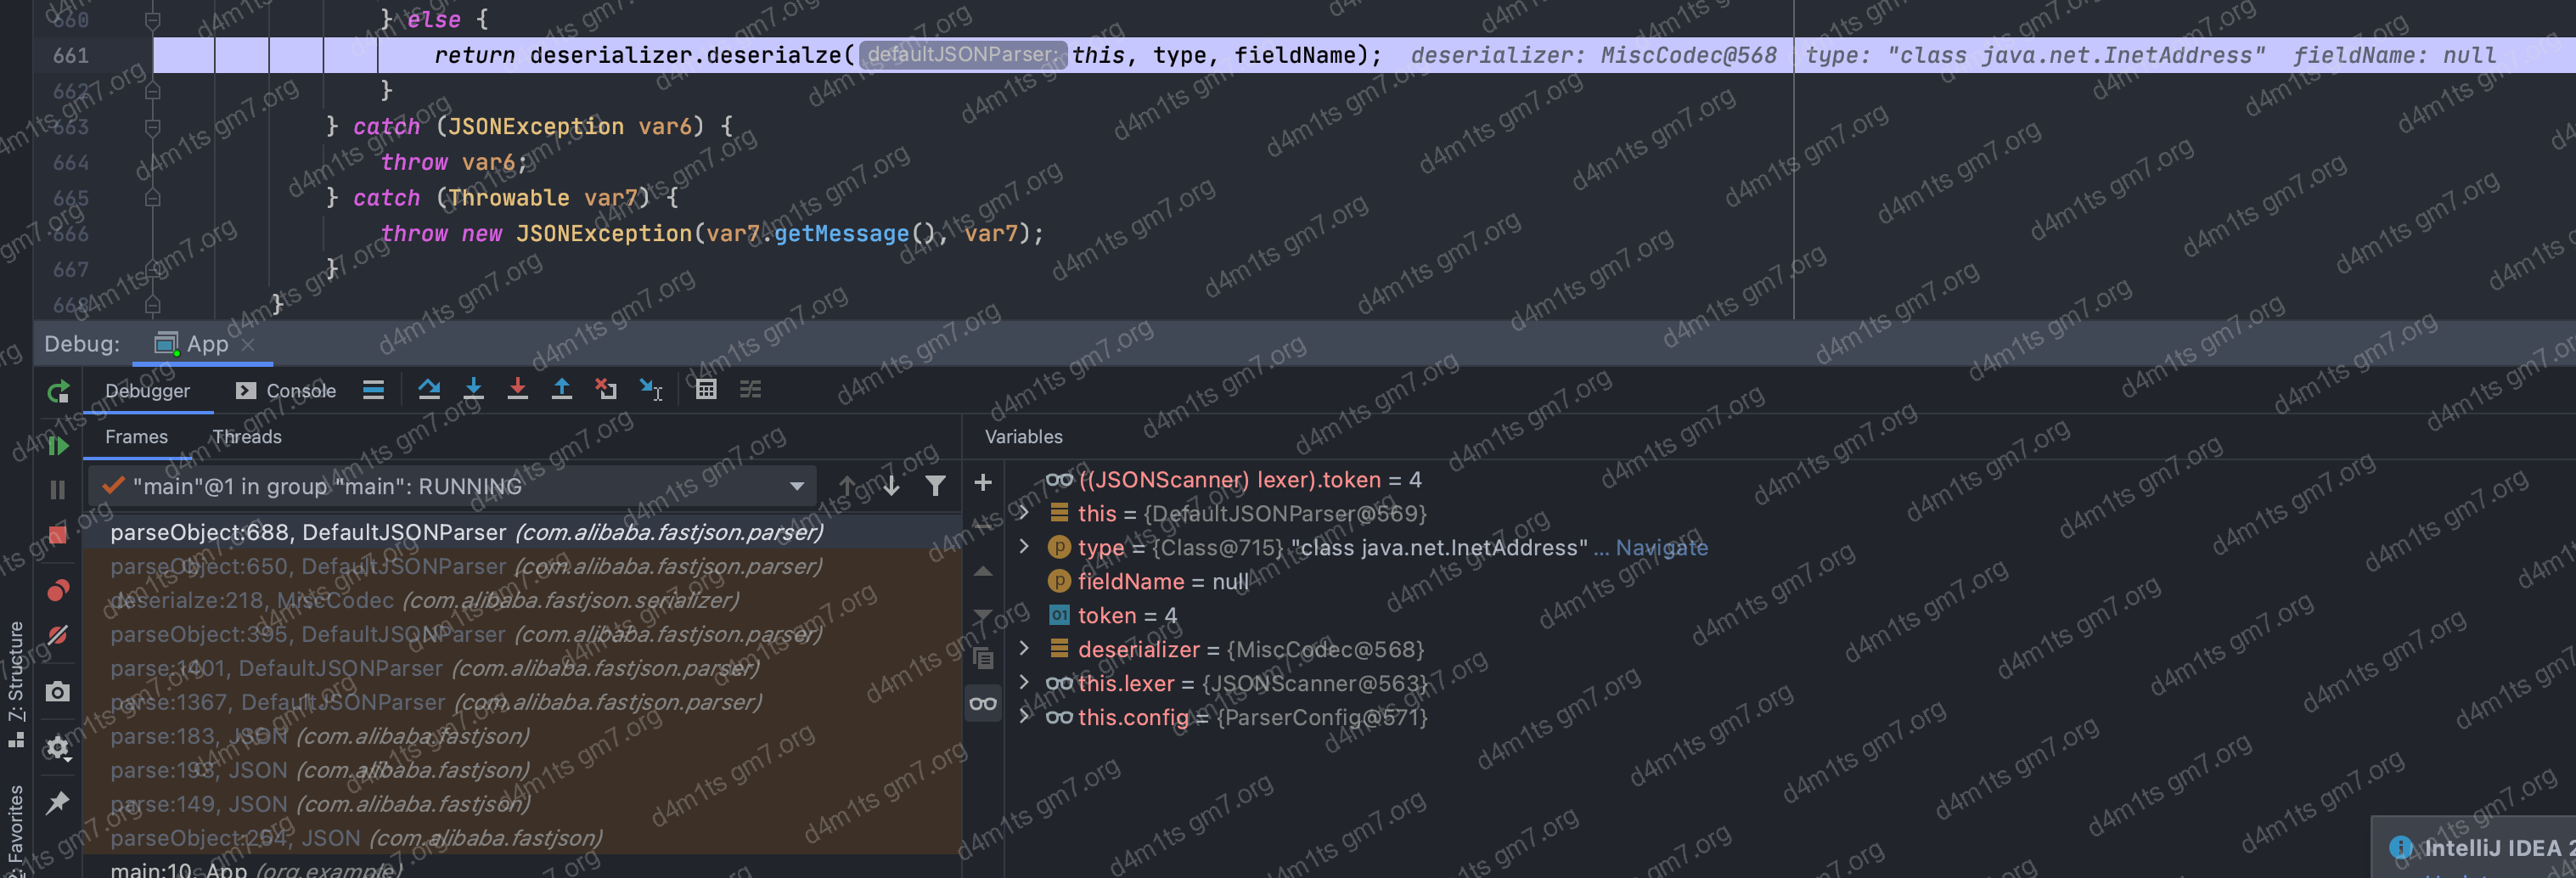 660 } else {
661 return deserializer.deserialze( defaultJSONParser: this, type, fieldName); deserializer: MiscCodec@568 type: "class java.net.InetAddress" fieldName: null
662 }
663 } catch (JSONException var6) {
664 throw var6;
665 } catch (Throwable var7) {
666 throw new JSONException(var7.getMessage(), var7);
667 }
668 }
Debug: App
Debugger Console
Frames Threads
Variables
"main"@1 in group "main": RUNNING
parseObject:688, DefaultJSONParser (com.alibaba.fastjson.parser)
parseObject:650, DefaultJSONParser (com.alibaba.fastjson.parser)
deserialze:218, MiscCodec (com.alibaba.fastjson.serializer)
parseObject:395, DefaultJSONParser (com.alibaba.fastjson.parser)
parse:1401, DefaultJSONParser (com.alibaba.fastjson.parser)
parse:1367, DefaultJSONParser (com.alibaba.fastjson.parser)
parse:183, JSON (com.alibaba.fastjson)
parse:193, JSON (com.alibaba.fastjson)
parse:149, JSON (com.alibaba.fastjson)
parseObject:254, JSON (com.alibaba.fastjson)
main:10, App (org.example)
((JSONScanner) lexer).token = 4
this = {DefaultJSONParser@569}
type = {Class@715} "class java.net.InetAddress" ... Navigate
fieldName = null
token = 4
deserializer = {MiscCodec@568}
this.lexer = {JSONScanner@563}
this.config = {ParserConfig@571}
7: Structure
2: Favorites
IntelliJ IDEA 2
d4m1ts gm7.org